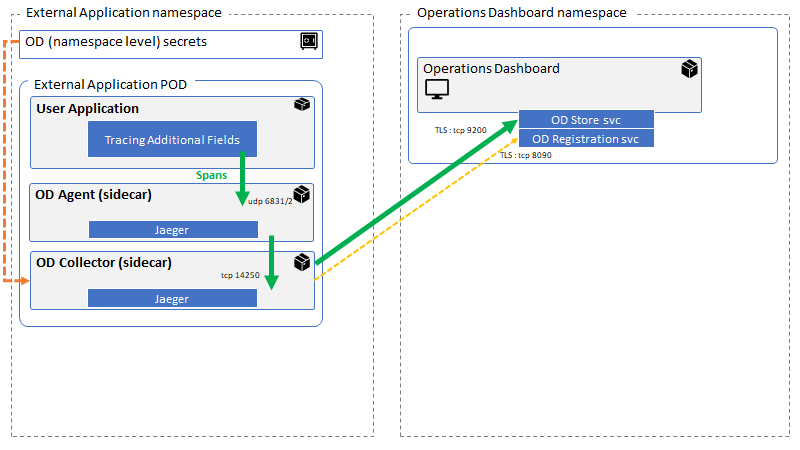 External Application namespace
OD (namespace level) secrets
External Application POD
User Application
Tracing Additional Fields
Spans
udp 6831/2
OD Agent (sidecar)
Jaeger
OD Collector (sidecar)
tcp 14250
Jaeger
Operations Dashboard namespace
Operations Dashboard
OD Store svc
TLS : tcp 9200
OD Registration svc
TLS : tcp 8090